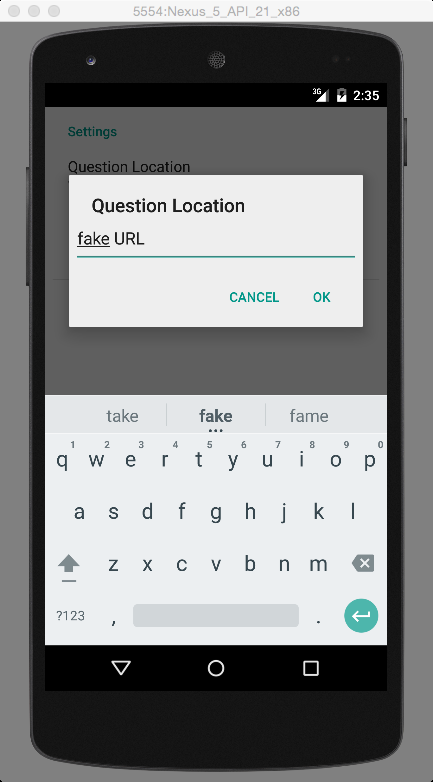 5554:Nexus_5_API_21_x86
3G 2:35
Settings
Question Location
Question Location
fake URL
CANCEL OK
take fake fame
1 2 3 4 5 6 7 8 9 0
q w e r t y u i o p
a s d f g h j k l
z x c v b n m
?123 , .